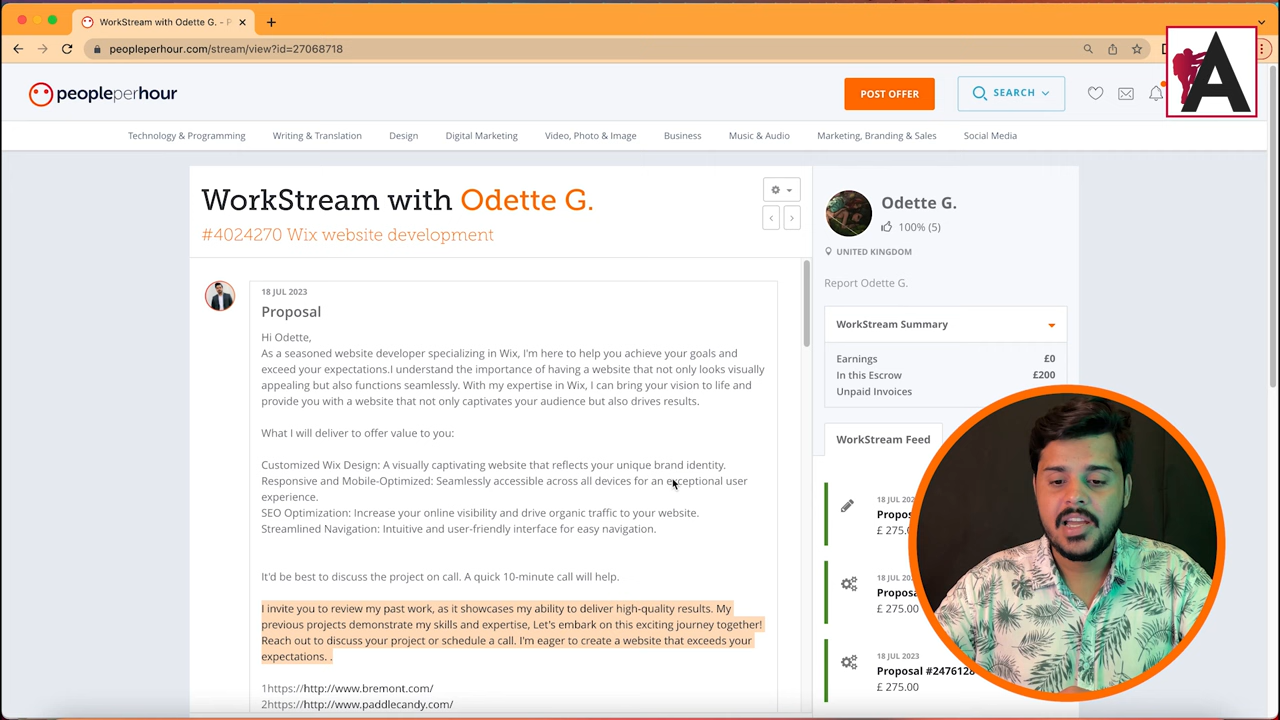 WorkStream with Odette G. - P
peopleperhour.com/stream/view?id=27068718
A
peopleperhour
POST OFFER
SEARCH
Technology & Programming
Writing & Translation
Design
Digital Marketing
Video, Photo & Image
Business
Music & Audio
Marketing, Branding & Sales
Social Media
WorkStream with Odette G.
#4024270 Wix website development
18 JUL 2023
Proposal
Hi Odette,
As a seasoned website developer specializing in Wix, I'm here to help you achieve your goals and
exceed your expectations.I understand the importance of having a website that not only looks visually
appealing but also functions seamlessly. With my expertise in Wix, I can bring your vision to life and
provide you with a website that not only captivates your audience but also drives results.
What I will deliver to offer value to you:
Customized Wix Design: A visually captivating website that reflects your unique brand identity.
Responsive and Mobile-Optimized: Seamlessly accessible across all devices for an exceptional user
experience.
SEO Optimization: Increase your online visibility and drive organic traffic to your website.
Streamlined Navigation: Intuitive and user-friendly interface for easy navigation.
It'd be best to discuss the project on call. A quick 10-minute call will help.
I invite you to review my past work, as it showcases my ability to deliver high-quality results. My
previous projects demonstrate my skills and expertise, Let's embark on this exciting journey together!
Reach out to discuss your project or schedule a call. I'm eager to create a website that exceeds your
expectations. .
1https://http://www.bremont.com/
2https://http://www.paddlecandy.com/
Odette G.
100% (5)
UNITED KINGDOM
Report Odette G.
WorkStream Summary
Earnings £0
In this Escrow £200
Unpaid Invoices
WorkStream Feed
18 JUL 202
Propos
£ 275.0
18 JUL 20
Propo
£ 275.00
18 JUL 2023
Proposal #2476128
£ 275.00